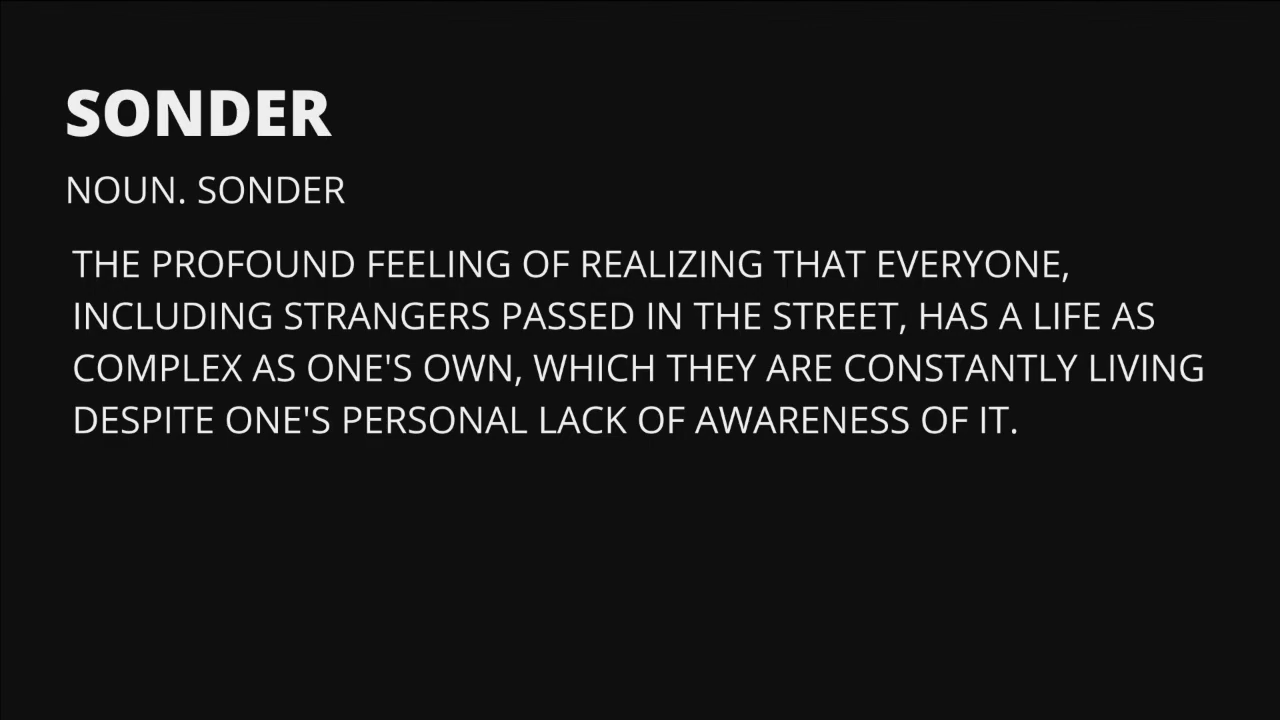 SONDER
NOUN. SONDER
THE PROFOUND FEELING OF REALIZING THAT EVERYONE,
INCLUDING STRANGERS PASSED IN THE STREET, HAS A LIFE AS
COMPLEX AS ONE'S OWN, WHICH THEY ARE CONSTANTLY LIVING
DESPITE ONE'S PERSONAL LACK OF AWARENESS OF IT.